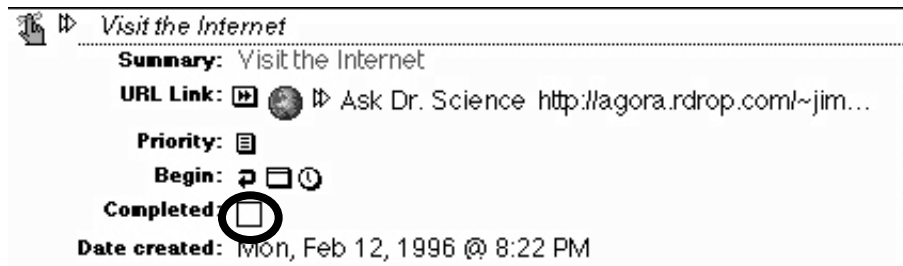 Visit the Internet
Summary: Visit the Internet
URL Link: Ask Dr. Science http://agora.rdrop.com/~jim...
Priority:
Begin:
Completed:
Date created: Mon, Feb 12, 1996 @ 8:22 PM